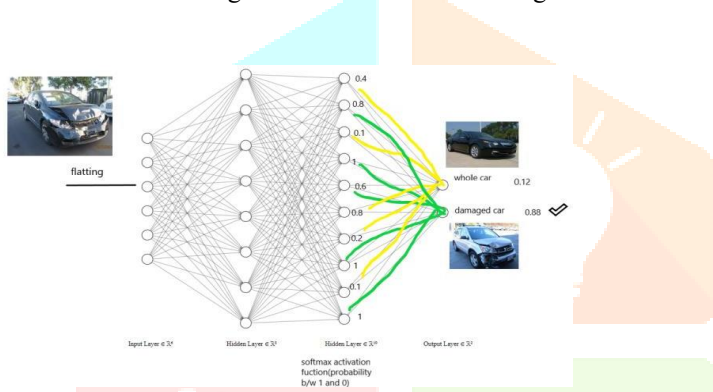 flatting
0.4
0.8
0.1
1
0.6
0.8
0.2
1
0.1
1
whole car 0.12
damaged car 0.88
Input Layer ∈ ℝ⁶ Hidden Layer ∈ ℝ⁸ Hidden Layer ∈ ℝ¹⁰ Output Layer ∈ ℝ²
softmax activation
fuction(probability
b/w 1 and 0)